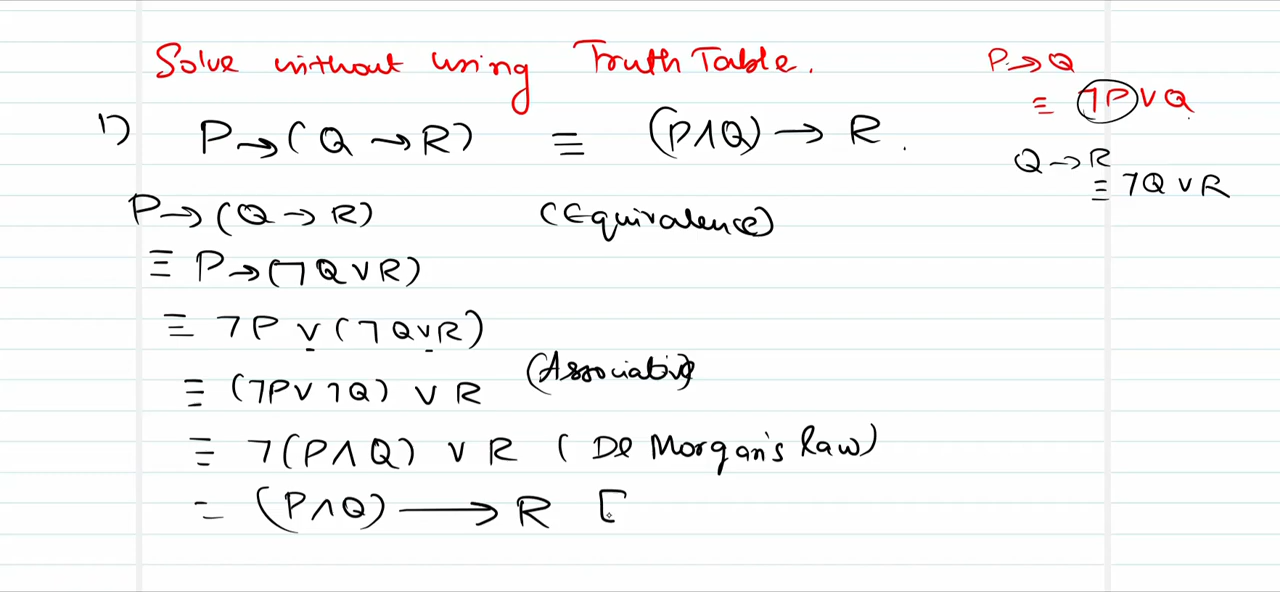 Solve without using Truth Table.
P→Q
≡ ¬P∨Q
1) P→(Q→R) ≡ (P∧Q)→R.
Q→R
≡ ¬Q∨R
P→(Q→R) (Equivalence)
≡ P→(¬Q∨R)
≡ ¬P∨(¬Q∨R)
≡ (¬P∨¬Q)∨R (Associative)
≡ ¬(P∧Q)∨R (De Morgan's law)
= (P∧Q)→R [